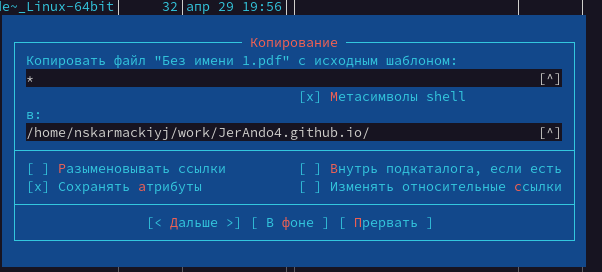 de~_Linux-64bit 32 апр 29 19:56
Копирование
Копировать файл "Без имени 1.pdf" с исходным шаблоном:
* [^]
[x] Метасимволы shell
в:
/home/nskarmackiyj/work/JerAndo4.github.io/ [^]
[ ] Разыменовывать ссылки [ ] Внутрь подкаталога, если есть
[x] Сохранять атрибуты [ ] Изменять относительные ссылки
[< Дальше >] [ В фоне ] [ Прервать ]